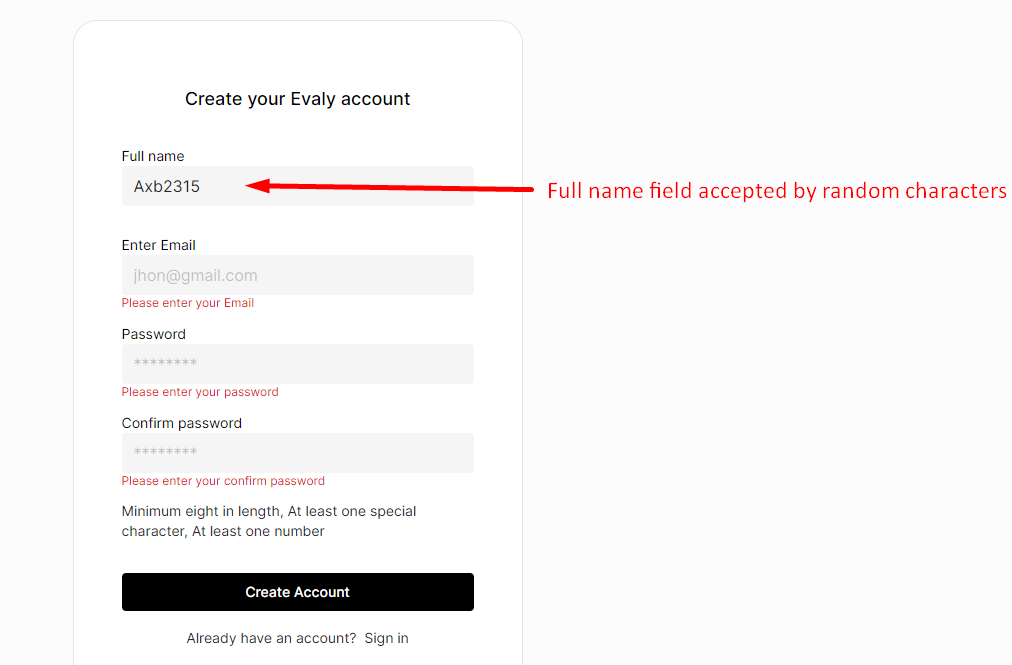 Create your Evaly account
Full name
Axb2315
Full name field accepted by random characters
Enter Email
jhon@gmail.com
Please enter your Email
Password
********
Please enter your password
Confirm password
********
Please enter your confirm password
Minimum eight in length, At least one special
character, At least one number
Create Account
Already have an account? Sign in